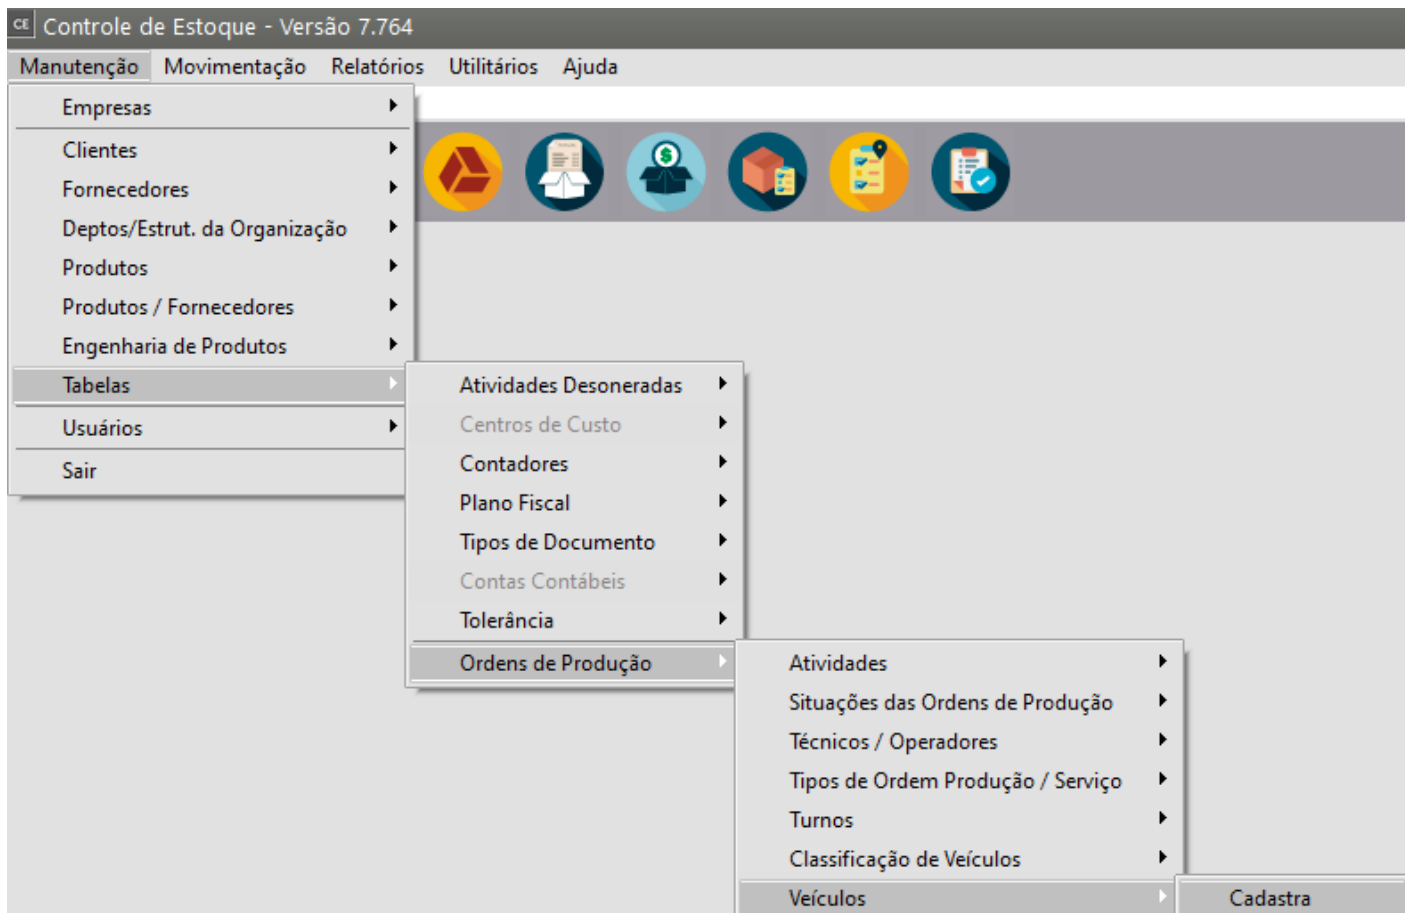 CE Controle de Estoque - Versão 7.764
Manutenção Movimentação Relatórios Utilitários Ajuda
Empresas
Clientes
Fornecedores
Deptos/Estrut. da Organização
Produtos
Produtos / Fornecedores
Engenharia de Produtos
Tabelas
Usuários
Sair
Atividades Desoneradas
Centros de Custo
Contadores
Plano Fiscal
Tipos de Documento
Contas Contábeis
Tolerância
Ordens de Produção
Atividades
Situações das Ordens de Produção
Técnicos / Operadores
Tipos de Ordem Produção / Serviço
Turnos
Classificação de Veículos
Veículos
Cadastra